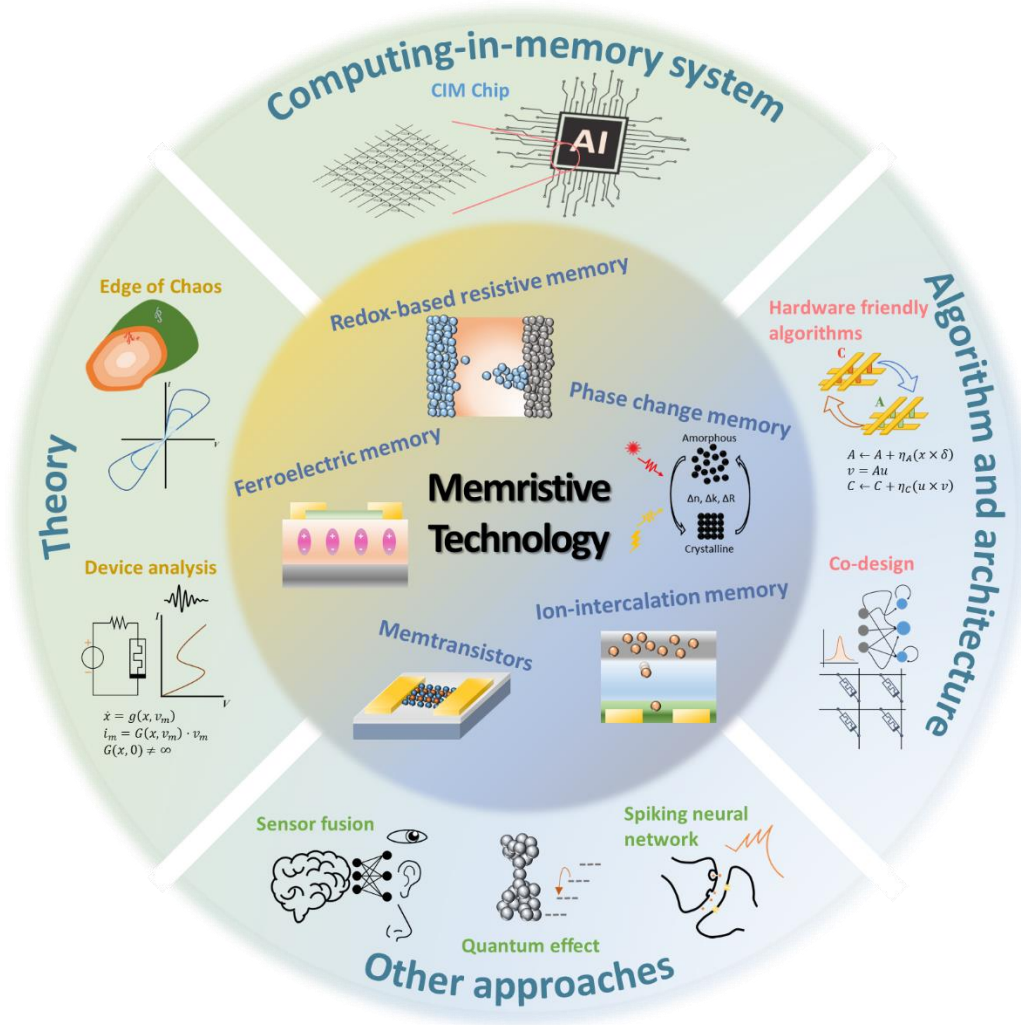 Computing-in-memory system
CIM Chip
AI
Theory
Edge of Chaos
I
V
Device analysis
I
V
+
-
ẋ = g(x, v_m)
i_m = G(x, v_m) · v_m
G(x, 0) ≠ ∞
Redox-based resistive memory
Phase change memory
Amorphous
Δn, Δk, ΔR
Crystalline
Ferroelectric memory
Memristive
Technology
Ion-intercalation memory
Memtransistors
Algorithm and architecture
Hardware friendly
algorithms
C
A
A ← A + η_A(x × δ)
v = Au
C ← C + η_C(u × v)
Co-design
Sensor fusion
Quantum effect
Spiking neural
network
Other approaches